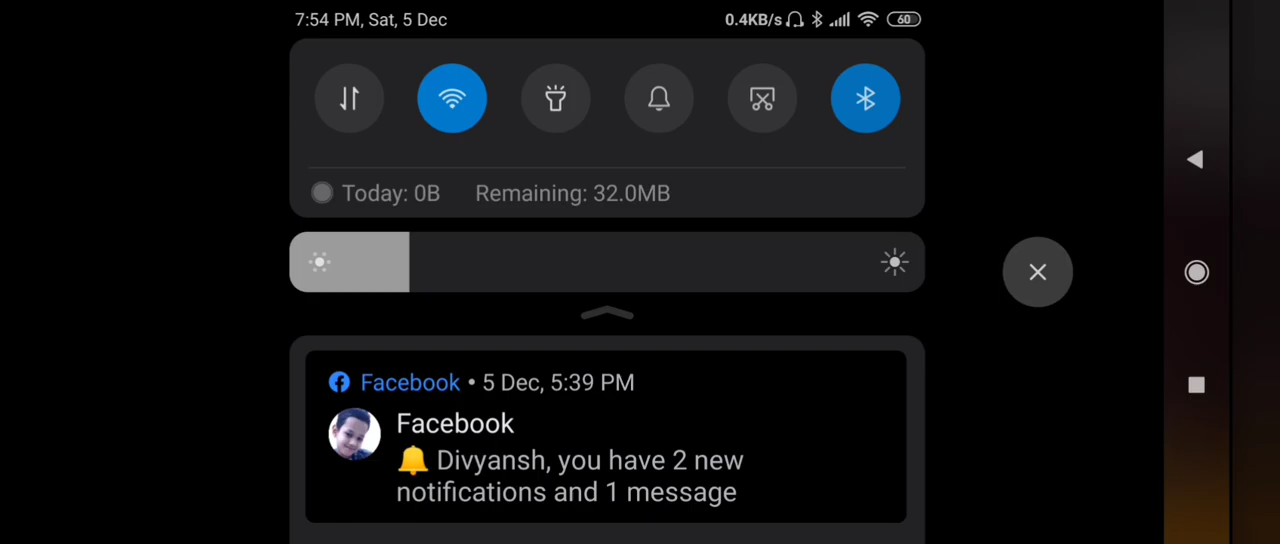 7:54 PM, Sat, 5 Dec 0.4KB/s 60
Today: 0B Remaining: 32.0MB
Facebook • 5 Dec, 5:39 PM
Facebook
🔔 Divyansh, you have 2 new
notifications and 1 message